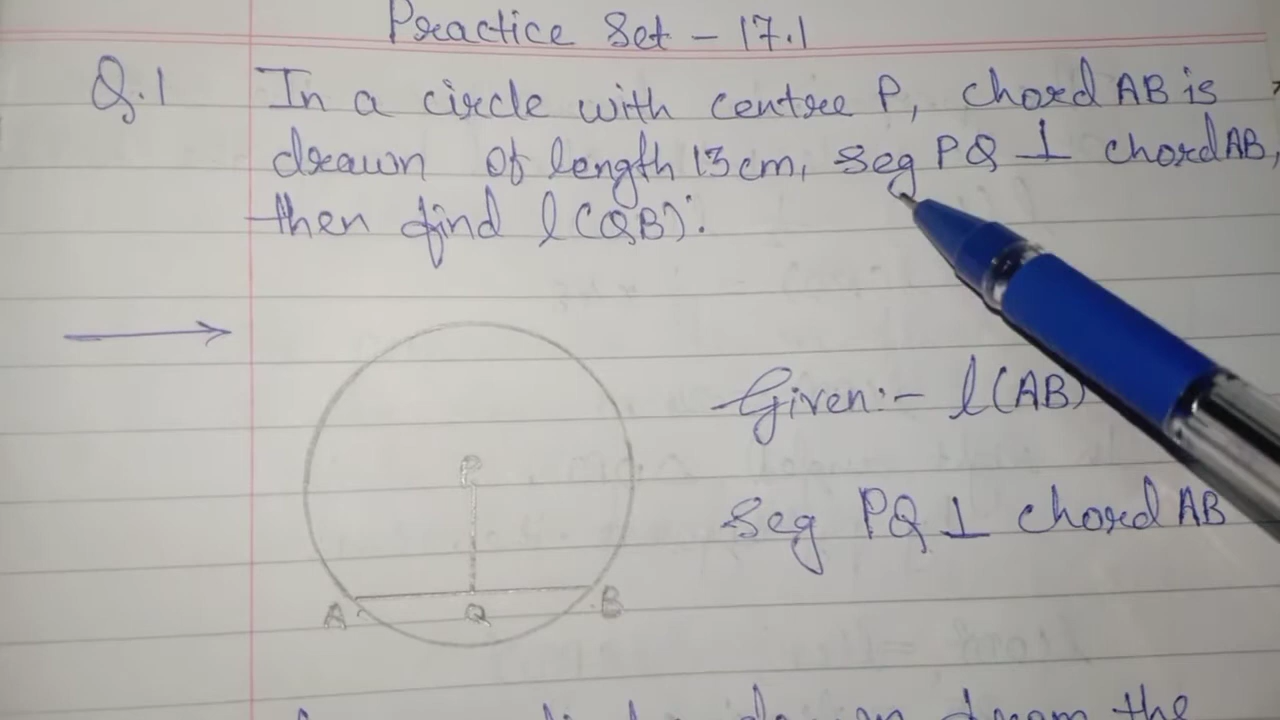 Practice Set - 17.1
Q.1 In a circle with centre P, chord AB is
drawn of length 13 cm, seg PQ ⊥ chord AB,
then find l(QB).
Given:- l(AB)
seg PQ ⊥ chord AB
P
A Q B
the